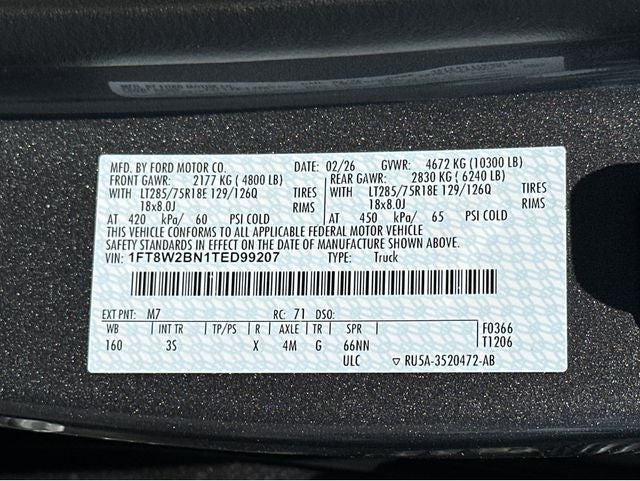 MFD. BY FORD MOTOR CO. DATE: 02/26 GVWR: 4672 KG (10300 LB)
FRONT GAWR: 2177 KG ( 4800 LB) REAR GAWR: 2830 KG ( 6240 LB)
WITH LT285/75R18E 129/126Q TIRES WITH LT285/75R18E 129/126Q TIRES
18x8.0J RIMS 18x8.0J RIMS
AT 420 kPa/ 60 PSI COLD AT 450 kPa/ 65 PSI COLD
THIS VEHICLE CONFORMS TO ALL APPLICABLE FEDERAL MOTOR VEHICLE
SAFETY STANDARDS IN EFFECT ON THE DATE OF MANUFACTURE SHOWN ABOVE.
VIN: 1FT8W2BN1TED99207 TYPE: Truck
EXT PNT: M7 RC: 71 DSO:
WB INT TR TP/PS R AXLE TR SPR F0366
160 3S X 4M G 66NN T1206
ULC RU5A-3520472-AB